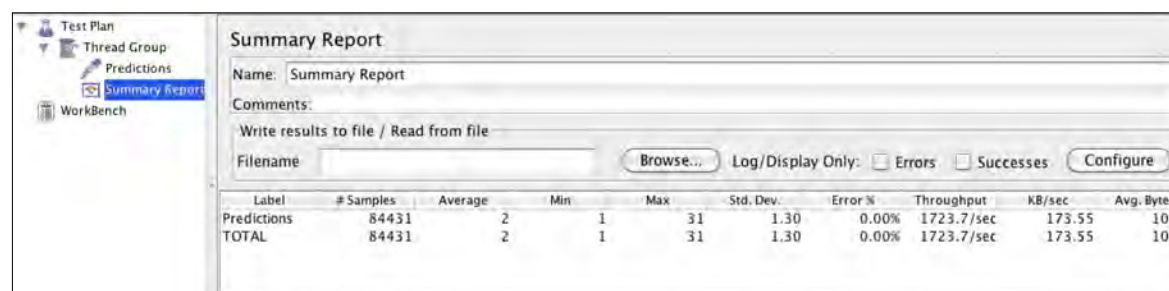 Test Plan
Thread Group
Predictions
Summary Report
WorkBench
Summary Report
Name: Summary Report
Comments:
Write results to file / Read from file
Filename Browse... Log/Display Only: Errors Successes Configure
Label # Samples Average Min Max Std. Dev. Error % Throughput KB/sec Avg. Byte
Predictions 84431 2 1 31 1.30 0.00% 1723.7/sec 173.55 10
TOTAL 84431 2 1 31 1.30 0.00% 1723.7/sec 173.55 10